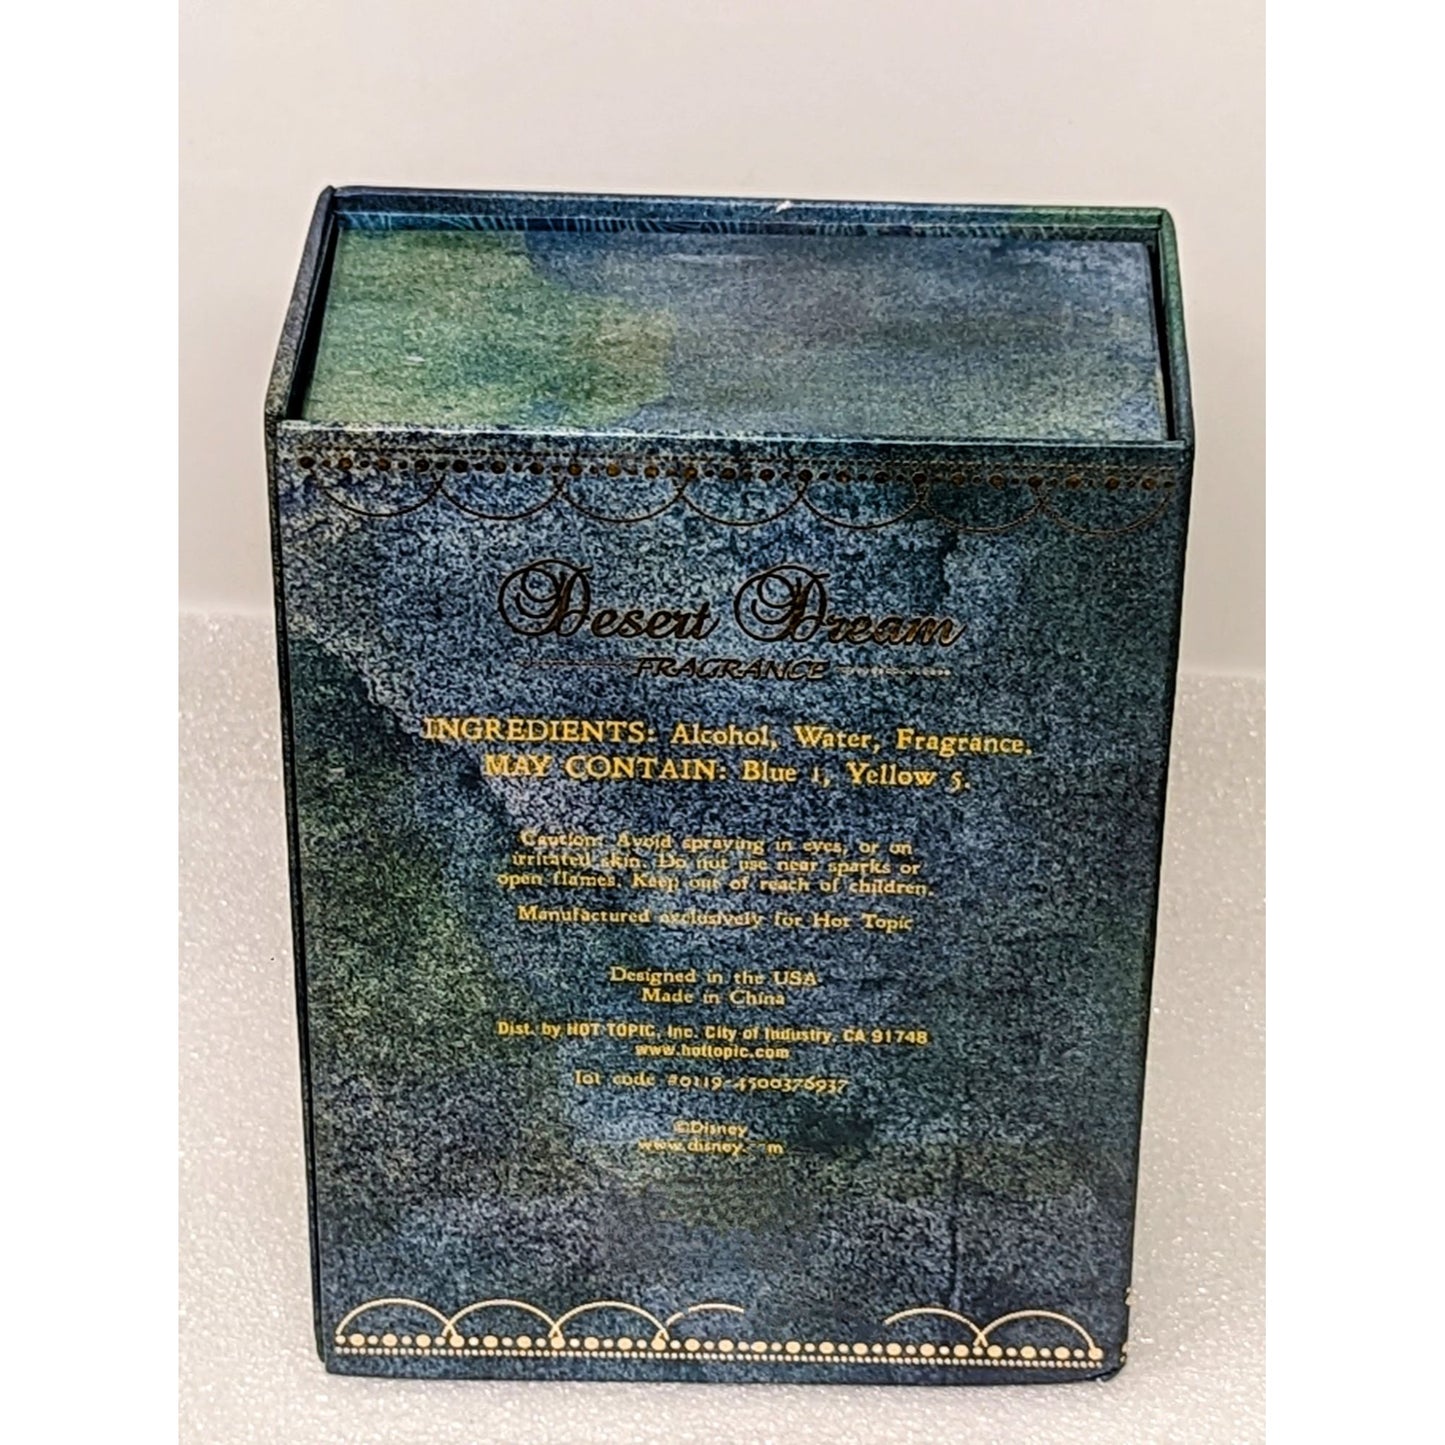 Desert Dream
FRAGRANCE
INGREDIENTS: Alcohol, Water, Fragrance.
MAY CONTAIN: Blue 1, Yellow 5.
Caution: Avoid spraying in eyes, or on
irritated skin. Do not use near sparks or
open flames. Keep out of reach of children.
Manufactured exclusively for Hot Topic
Designed in the USA
Made in China
Dist. by HOT TOPIC, Inc. City of Industry, CA 91748
www.hottopic.com
lot code #0119-4500376937
©Disney